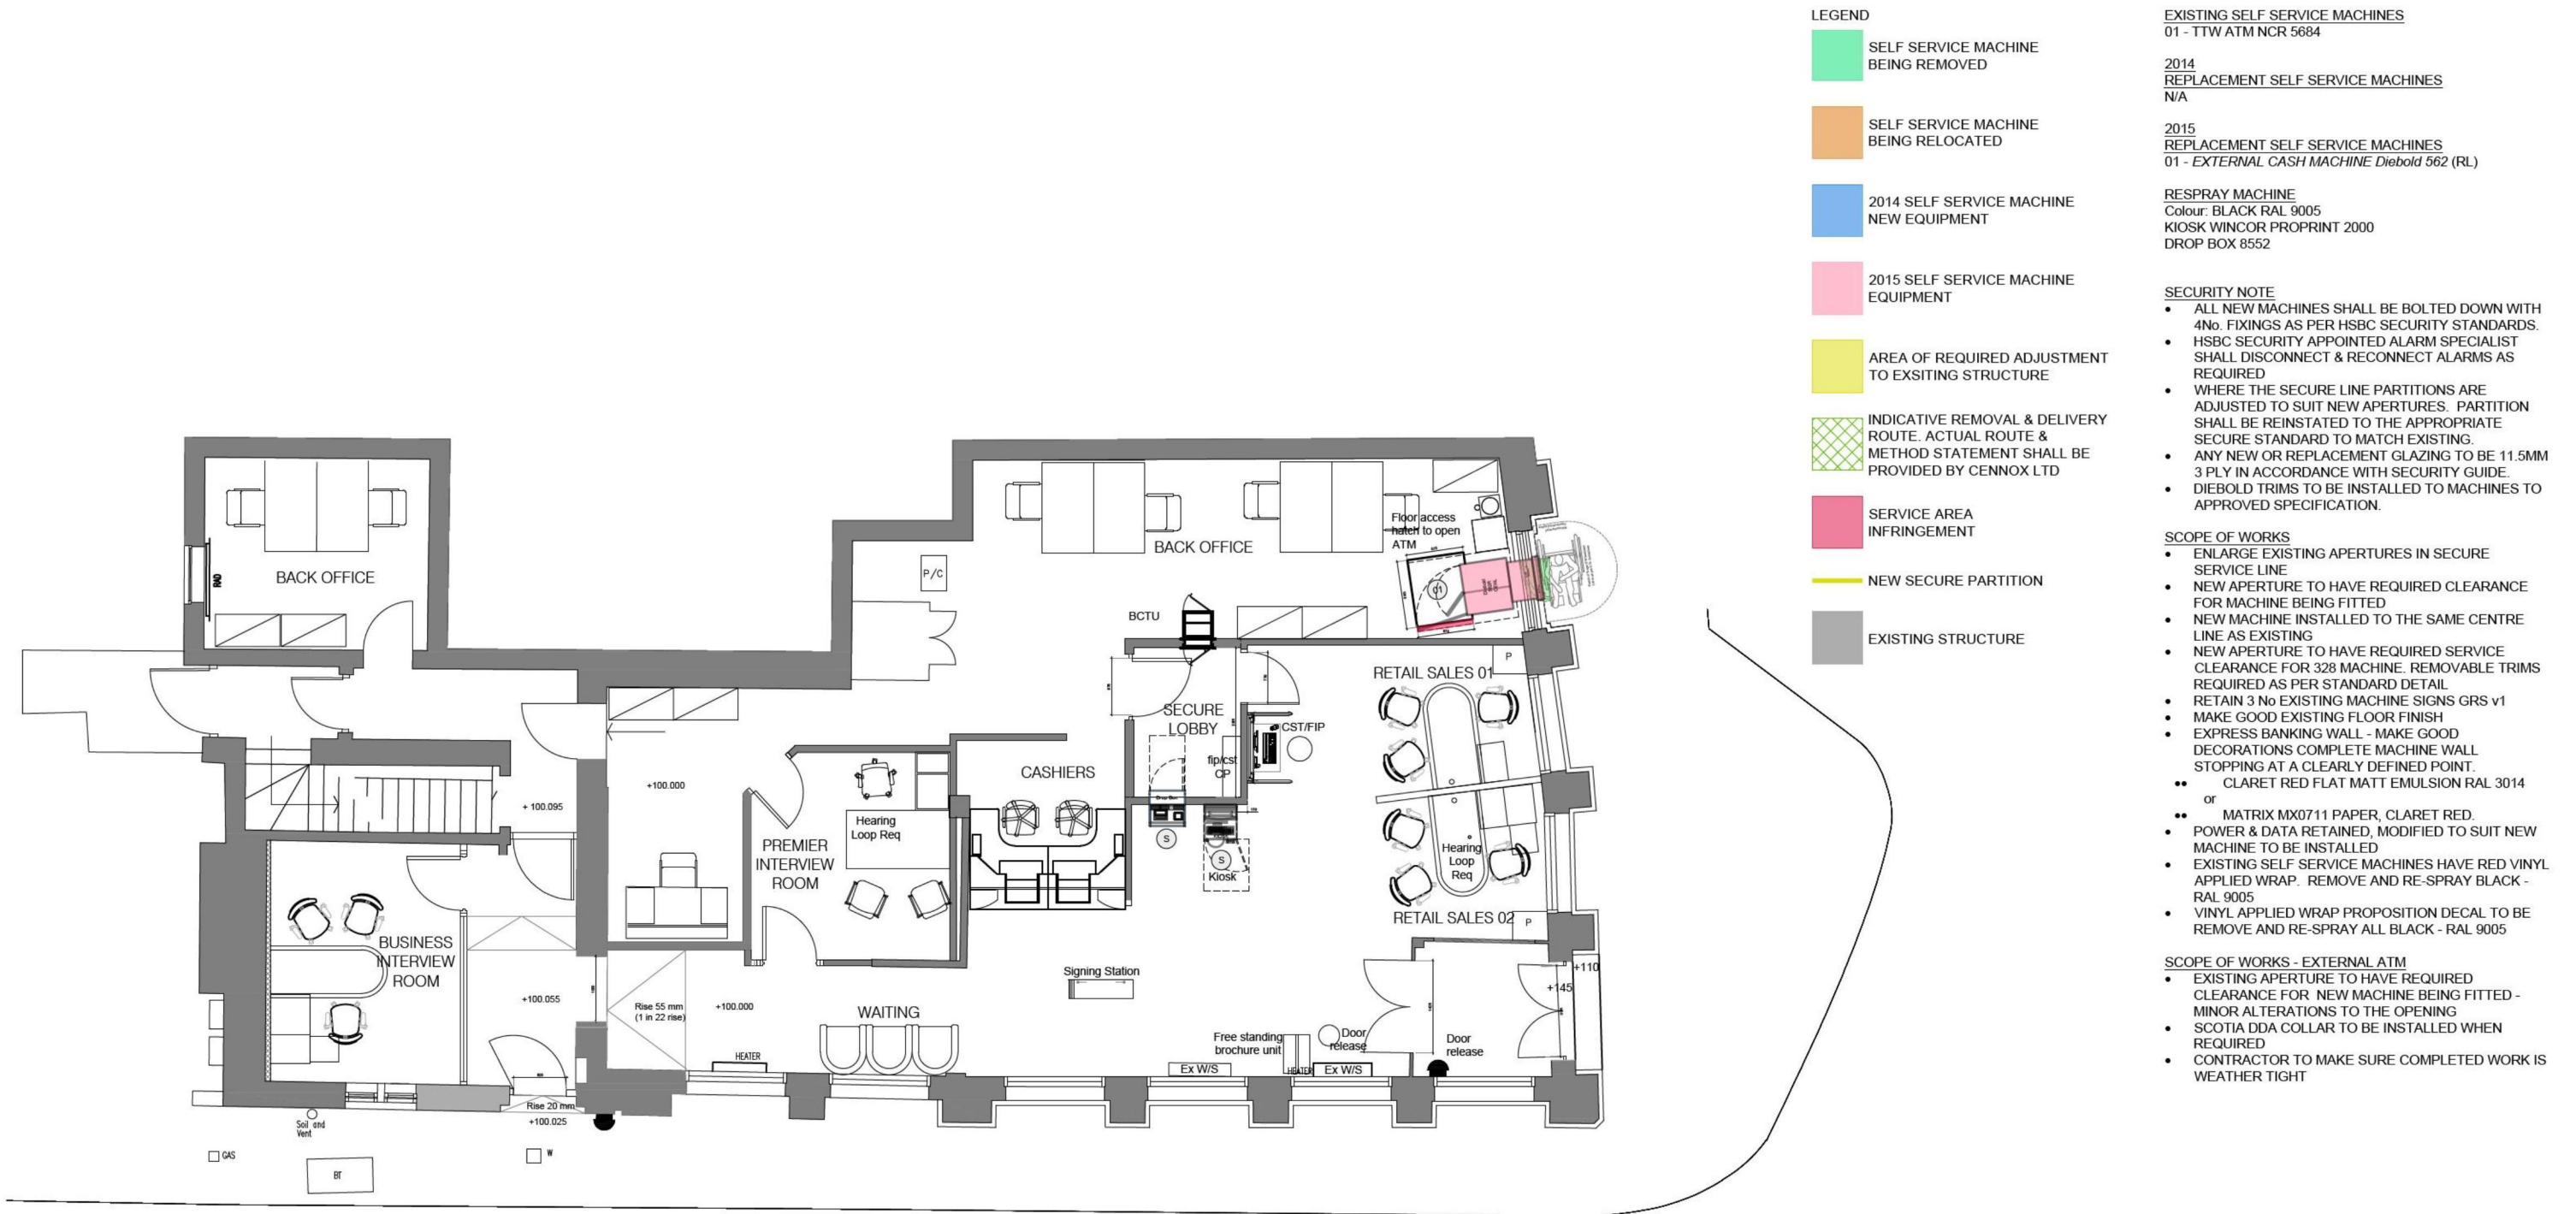 LEGEND
SELF SERVICE MACHINE
BEING REMOVED
SELF SERVICE MACHINE
BEING RELOCATED
2014 SELF SERVICE MACHINE
NEW EQUIPMENT
2015 SELF SERVICE MACHINE
EQUIPMENT
AREA OF REQUIRED ADJUSTMENT
TO EXSITING STRUCTURE
INDICATIVE REMOVAL & DELIVERY
ROUTE. ACTUAL ROUTE &
METHOD STATEMENT SHALL BE
PROVIDED BY CENNOX LTD
SERVICE AREA
INFRINGEMENT
NEW SECURE PARTITION
EXISTING STRUCTURE
EXISTING SELF SERVICE MACHINES
01 - TTW ATM NCR 5684
2014
REPLACEMENT SELF SERVICE MACHINES
N/A
2015
REPLACEMENT SELF SERVICE MACHINES
01 - EXTERNAL CASH MACHINE Diebold 562 (RL)
RESPRAY MACHINE
Colour: BLACK RAL 9005
KIOSK WINCOR PROPRINT 2000
DROP BOX 8552
SECURITY NOTE
• ALL NEW MACHINES SHALL BE BOLTED DOWN WITH
4No. FIXINGS AS PER HSBC SECURITY STANDARDS.
• HSBC SECURITY APPOINTED ALARM SPECIALIST
SHALL DISCONNECT & RECONNECT ALARMS AS
REQUIRED
• WHERE THE SECURE LINE PARTITIONS ARE
ADJUSTED TO SUIT NEW APERTURES. PARTITION
SHALL BE REINSTATED TO THE APPROPRIATE
SECURE STANDARD TO MATCH EXISTING.
• ANY NEW OR REPLACEMENT GLAZING TO BE 11.5MM
3 PLY IN ACCORDANCE WITH SECURITY GUIDE.
• DIEBOLD TRIMS TO BE INSTALLED TO MACHINES TO
APPROVED SPECIFICATION.
SCOPE OF WORKS
• ENLARGE EXISTING APERTURES IN SECURE
SERVICE LINE
• NEW APERTURE TO HAVE REQUIRED CLEARANCE
FOR MACHINE BEING FITTED
• NEW MACHINE INSTALLED TO THE SAME CENTRE
LINE AS EXISTING
• NEW APERTURE TO HAVE REQUIRED SERVICE
CLEARANCE FOR 328 MACHINE. REMOVABLE TRIMS
REQUIRED AS PER STANDARD DETAIL
• RETAIN 3 No EXISTING MACHINE SIGNS GRS v1
• MAKE GOOD EXISTING FLOOR FINISH
• EXPRESS BANKING WALL - MAKE GOOD
DECORATIONS COMPLETE MACHINE WALL
STOPPING AT A CLEARLY DEFINED POINT.
•• CLARET RED FLAT MATT EMULSION RAL 3014
or
•• MATRIX MX0711 PAPER, CLARET RED.
• POWER & DATA RETAINED, MODIFIED TO SUIT NEW
MACHINE TO BE INSTALLED
• EXISTING SELF SERVICE MACHINES HAVE RED VINYL
APPLIED WRAP. REMOVE AND RE-SPRAY BLACK -
RAL 9005
• VINYL APPLIED WRAP PROPOSITION DECAL TO BE
REMOVE AND RE-SPRAY ALL BLACK - RAL 9005
SCOPE OF WORKS - EXTERNAL ATM
• EXISTING APERTURE TO HAVE REQUIRED
CLEARANCE FOR NEW MACHINE BEING FITTED -
MINOR ALTERATIONS TO THE OPENING
• SCOTIA DDA COLLAR TO BE INSTALLED WHEN
REQUIRED
• CONTRACTOR TO MAKE SURE COMPLETED WORK IS
WEATHER TIGHT
BACK OFFICE
RAD
P/C
BACK OFFICE
Floor access
hatch to open
ATM
01
BCTU
RETAIL SALES 01
P
SECURE
LOBBY
CST/FIP
fip/cst
CP
CASHIERS
+100.000
+ 100.095
PREMIER
INTERVIEW
ROOM
Hearing
Loop Req
S
S
Kiosk
Hearing
Loop
Req
RETAIL SALES 02
P
BUSINESS
INTERVIEW
ROOM
+100.055
Rise 55 mm
(1 in 22 rise)
+100.000
WAITING
HEATER
Signing Station
Free standing
brochure unit
Door
release
HEATER
Ex W/S
Ex W/S
Door
release
+110
+145
Rise 20 mm
+100.025
Soil and
Vent
GAS
BT
W